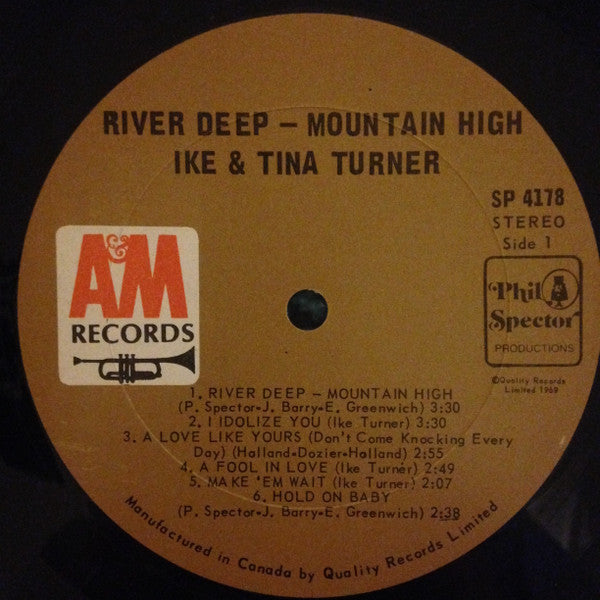 RIVER DEEP – MOUNTAIN HIGH
IKE & TINA TURNER
SP 4178
STEREO
Side 1
A&M
RECORDS
Phil
Spector
PRODUCTIONS
©Quality Records
Limited 1969
1. RIVER DEEP – MOUNTAIN HIGH
(P. Spector-J. Barry-E. Greenwich) 3:30
2. I IDOLIZE YOU (Ike Turner) 3:30
3. A LOVE LIKE YOURS (Don't Come Knocking Every
Day) (Holland-Dozier-Holland) 2:55
4. A FOOL IN LOVE (Ike Turner) 2:49
5. MAKE 'EM WAIT (Ike Turner) 2:07
6. HOLD ON BABY
(P. Spector-J. Barry-E. Greenwich) 2:38
Manufactured in Canada by Quality Records Limited